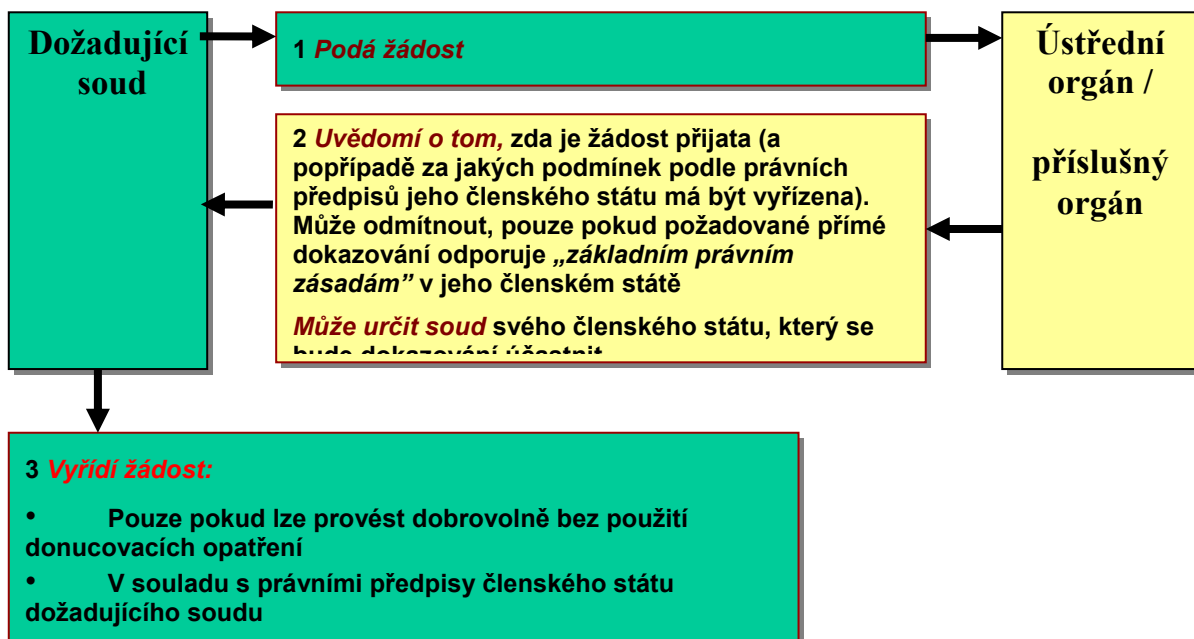 Dožadující
soud
1 Podá žádost
Ústřední
orgán /
příslušný
orgán
2 Uvědomí o tom, zda je žádost přijata (a
popřípadě za jakých podmínek podle právních
předpisů jeho členského státu má být vyřízena).
Může odmítnout, pouze pokud požadované přímé
dokazování odporuje „základním právním
zásadám” v jeho členském státě
Může určit soud svého členského státu, který se
bude dokazování účastnit
3 Vyřídí žádost:
• Pouze pokud lze provést dobrovolně bez použití
donucovacích opatření
• V souladu s právními předpisy členského státu
dožadujícího soudu